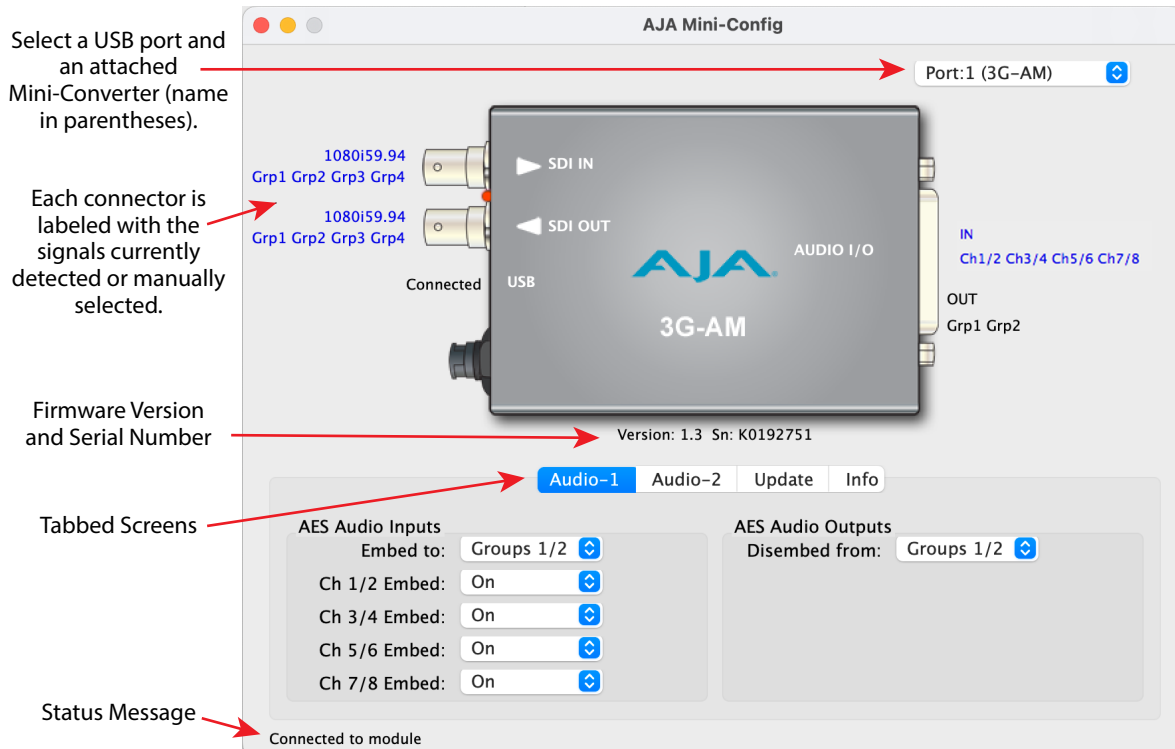 AJA Mini-Config
Select a USB port and
an attached
Mini-Converter (name
in parentheses).
Port:1 (3G-AM)
1080i59.94
Grp1 Grp2 Grp3 Grp4
SDI IN
Each connector is
labeled with the
signals currently
detected or manually
selected.
1080i59.94
Grp1 Grp2 Grp3 Grp4
SDI OUT
AUDIO I/O
IN
Ch1/2 Ch3/4 Ch5/6 Ch7/8
Connected
USB
AJA
OUT
Grp1 Grp2
3G-AM
Firmware Version
and Serial Number
Version: 1.3 Sn: K0192751
Tabbed Screens
Audio-1 Audio-2 Update Info
AES Audio Inputs
Embed to: Groups 1/2
Ch 1/2 Embed: On
Ch 3/4 Embed: On
Ch 5/6 Embed: On
Ch 7/8 Embed: On
AES Audio Outputs
Disembed from: Groups 1/2
Status Message
Connected to module